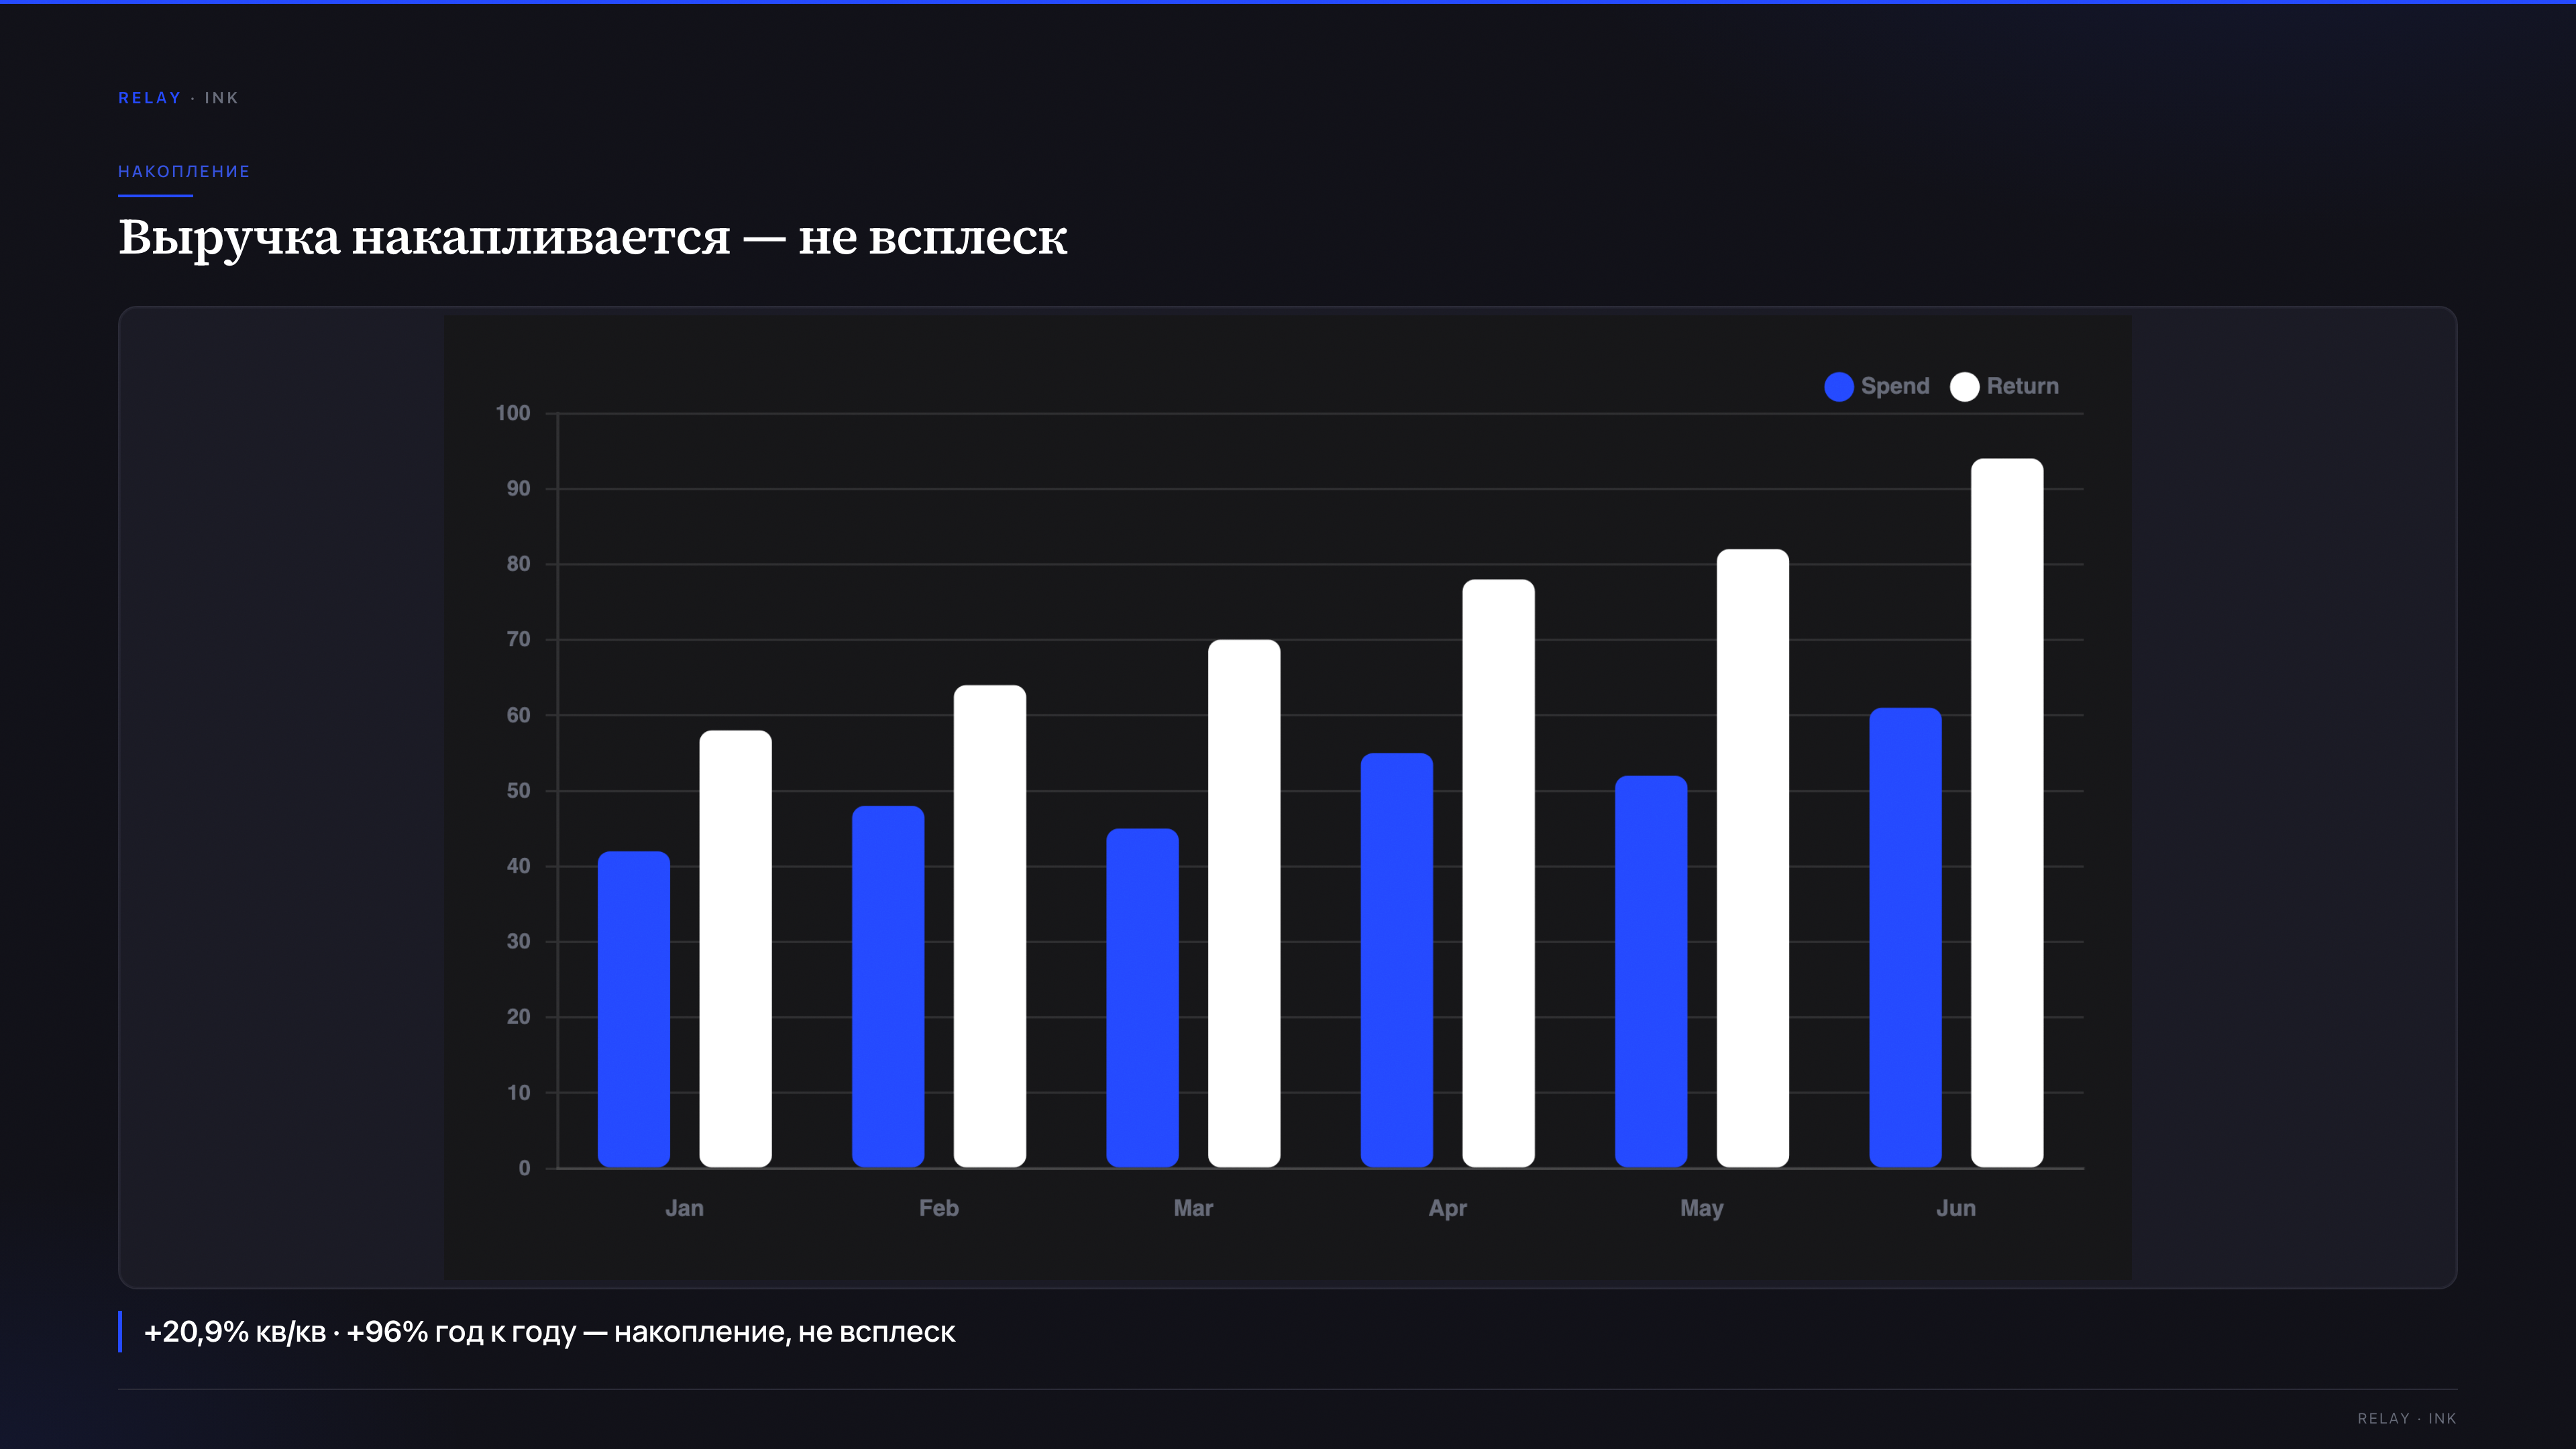 RELAY · INK
НАКОПЛЕНИЕ
Выручка накапливается — не всплеск
Spend Return
100
90
80
70
60
50
40
30
20
10
0
Jan Feb Mar Apr May Jun
+20,9% кв/кв · +96% год к году — накопление, не всплеск
RELAY · INK